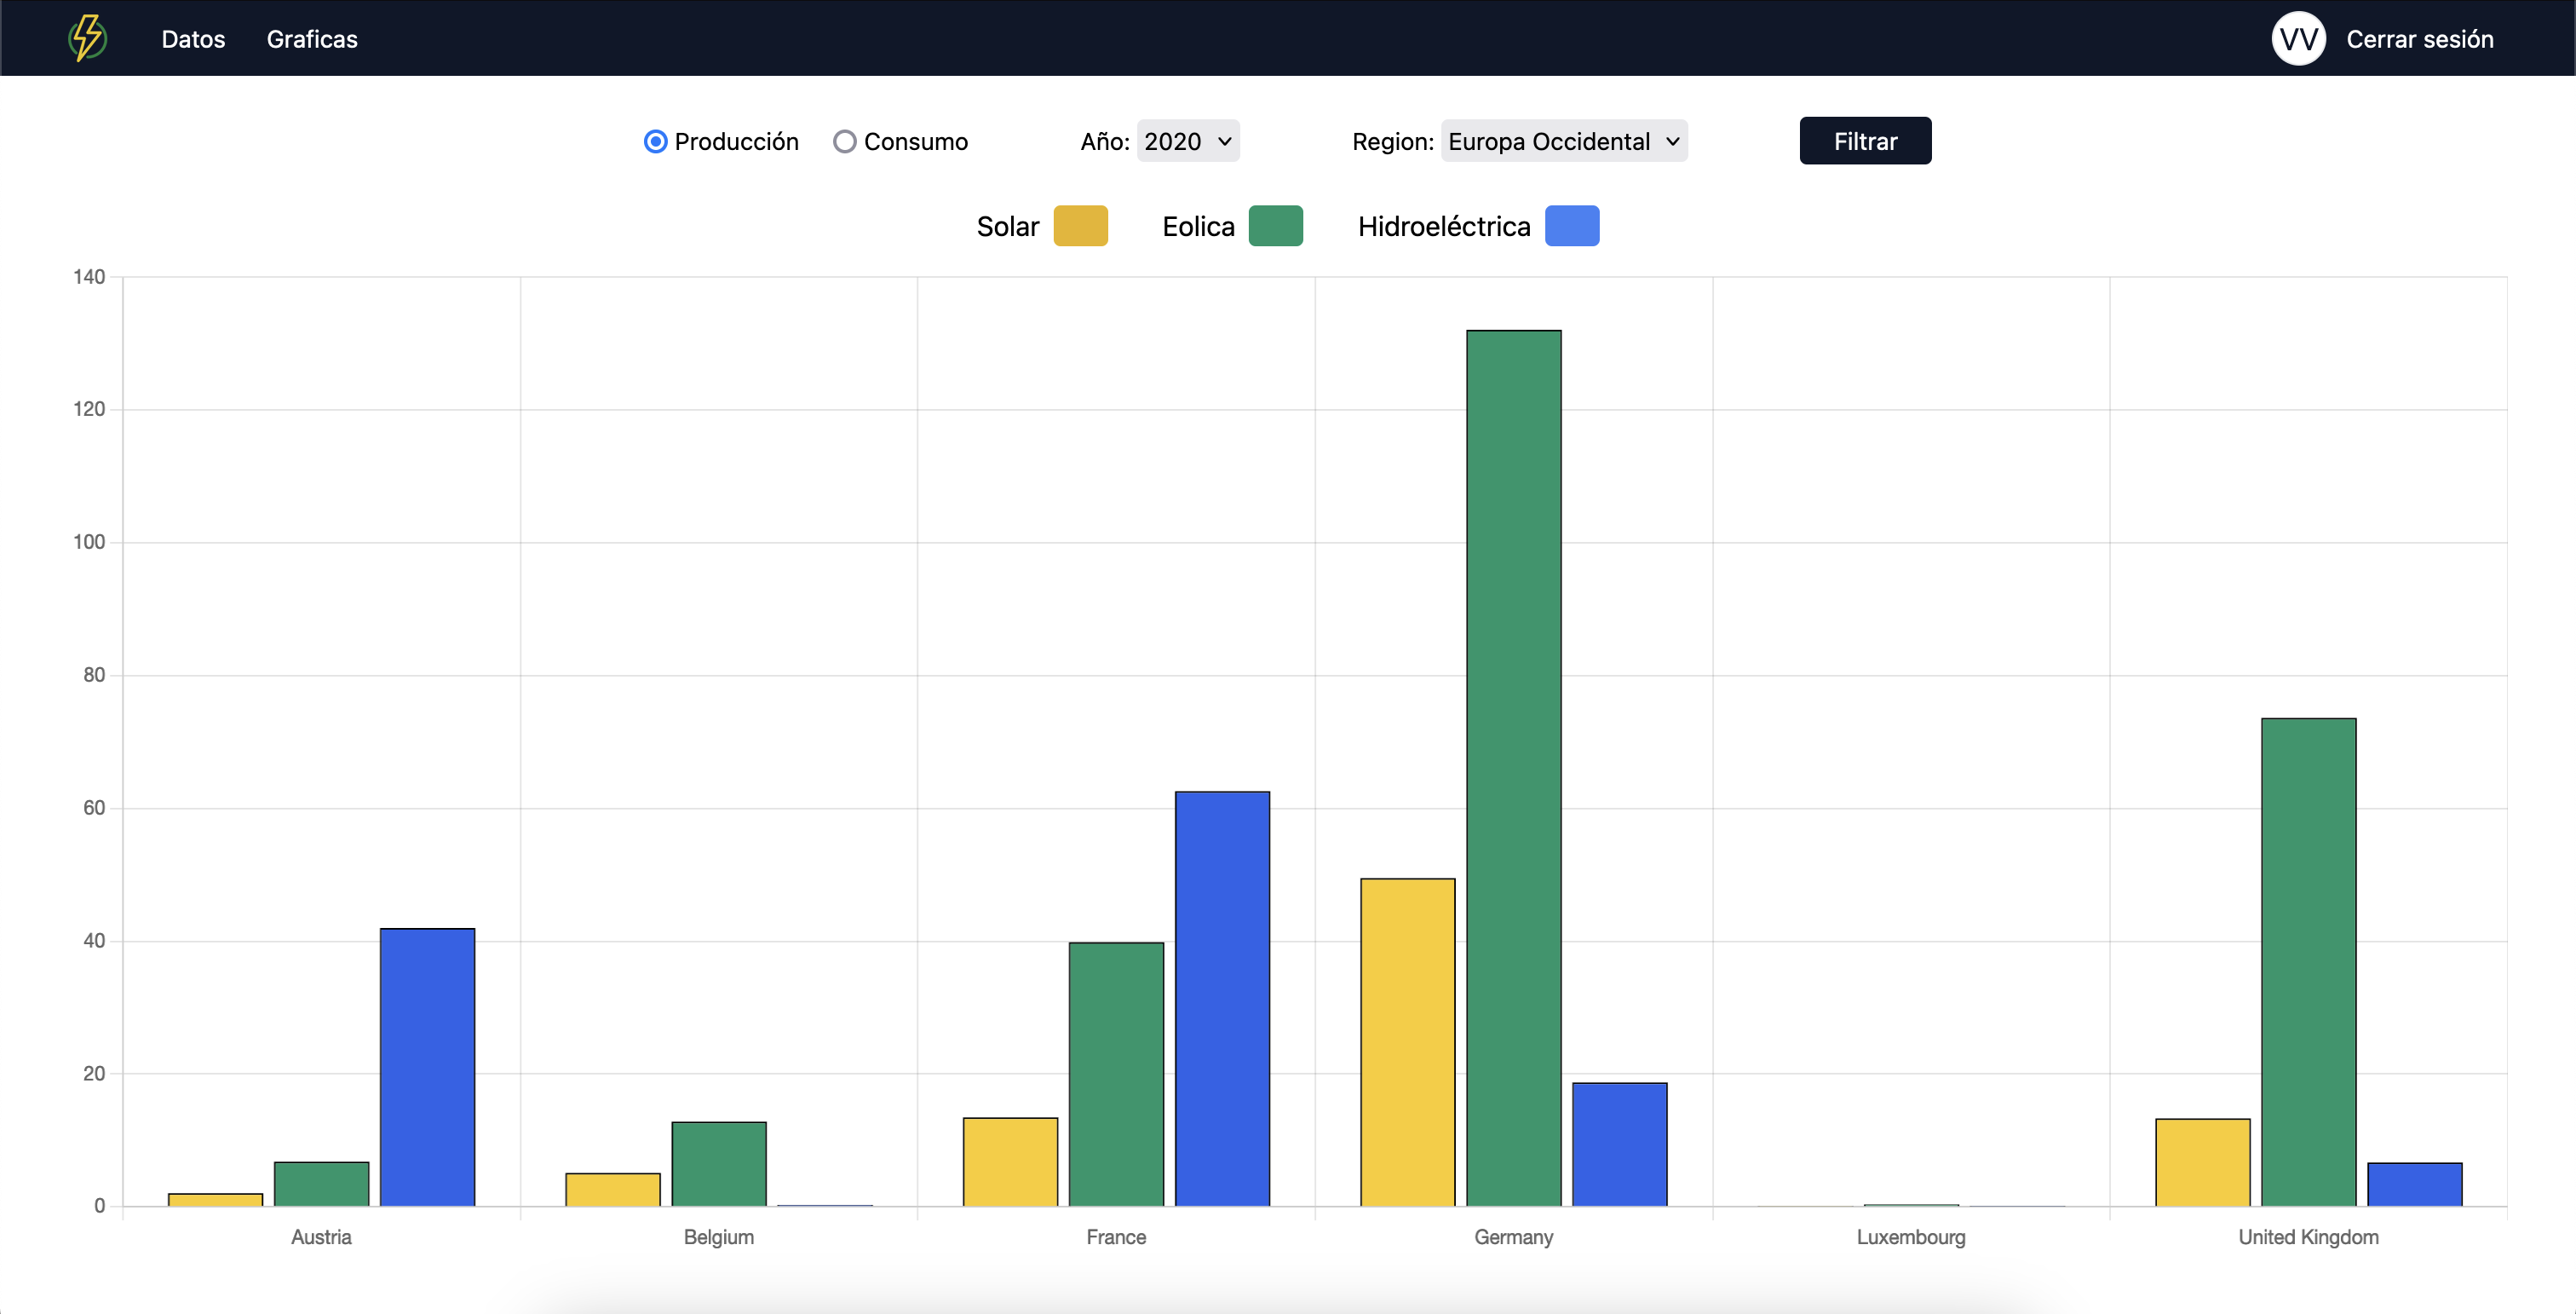 Datos Graficas VV Cerrar sesión
Producción Consumo Año: 2020 Region: Europa Occidental Filtrar
Solar Eolica Hidroeléctrica
140
120
100
80
60
40
20
0
Austria Belgium France Germany Luxembourg United Kingdom